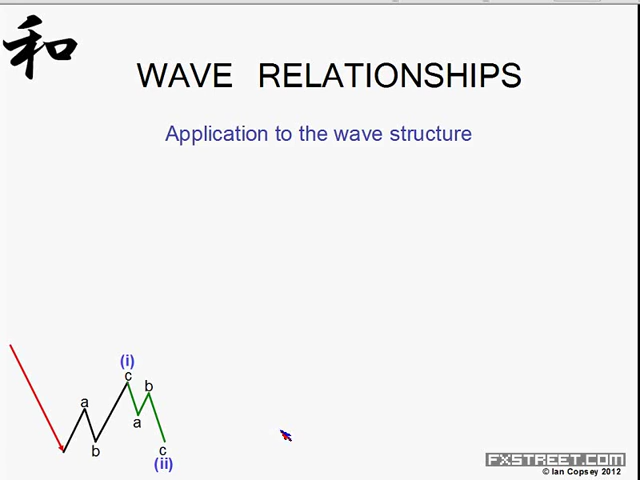 和
WAVE RELATIONSHIPS
Application to the wave structure
(i)
c
a
b
a
b
c
(ii)
FXSTREET.COM
© Ian Copsey 2012